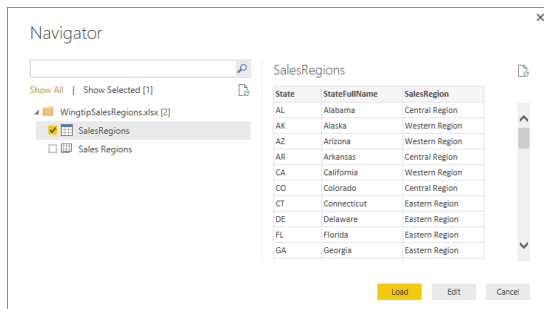 Navigator
Show All | Show Selected [1]
WingtipSalesRegions.xlsx [2]
SalesRegions
Sales Regions
SalesRegions
State StateFullName SalesRegion
AL Alabama Central Region
AK Alaska Western Region
AZ Arizona Western Region
AR Arkansas Central Region
CA California Western Region
CO Colorado Central Region
CT Connecticut Eastern Region
DE Delaware Eastern Region
FL Florida Eastern Region
GA Georgia Eastern Region
Load Edit Cancel